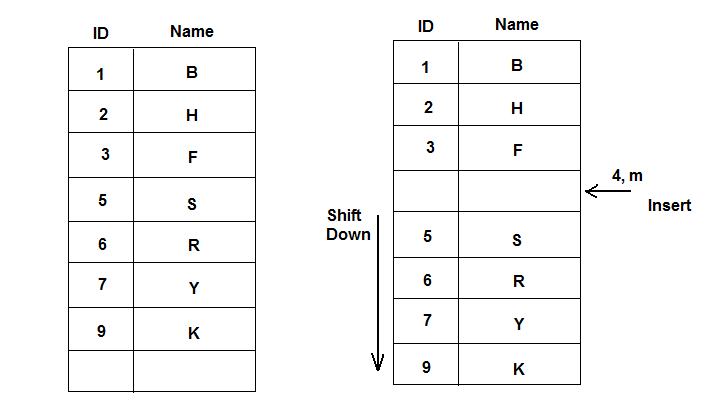 ID Name
1 B
2 H
3 F
5 S
6 R
7 Y
9 K
ID Name
1 B
2 H
3 F
4, m
Insert
Shift
Down
5 S
6 R
7 Y
9 K